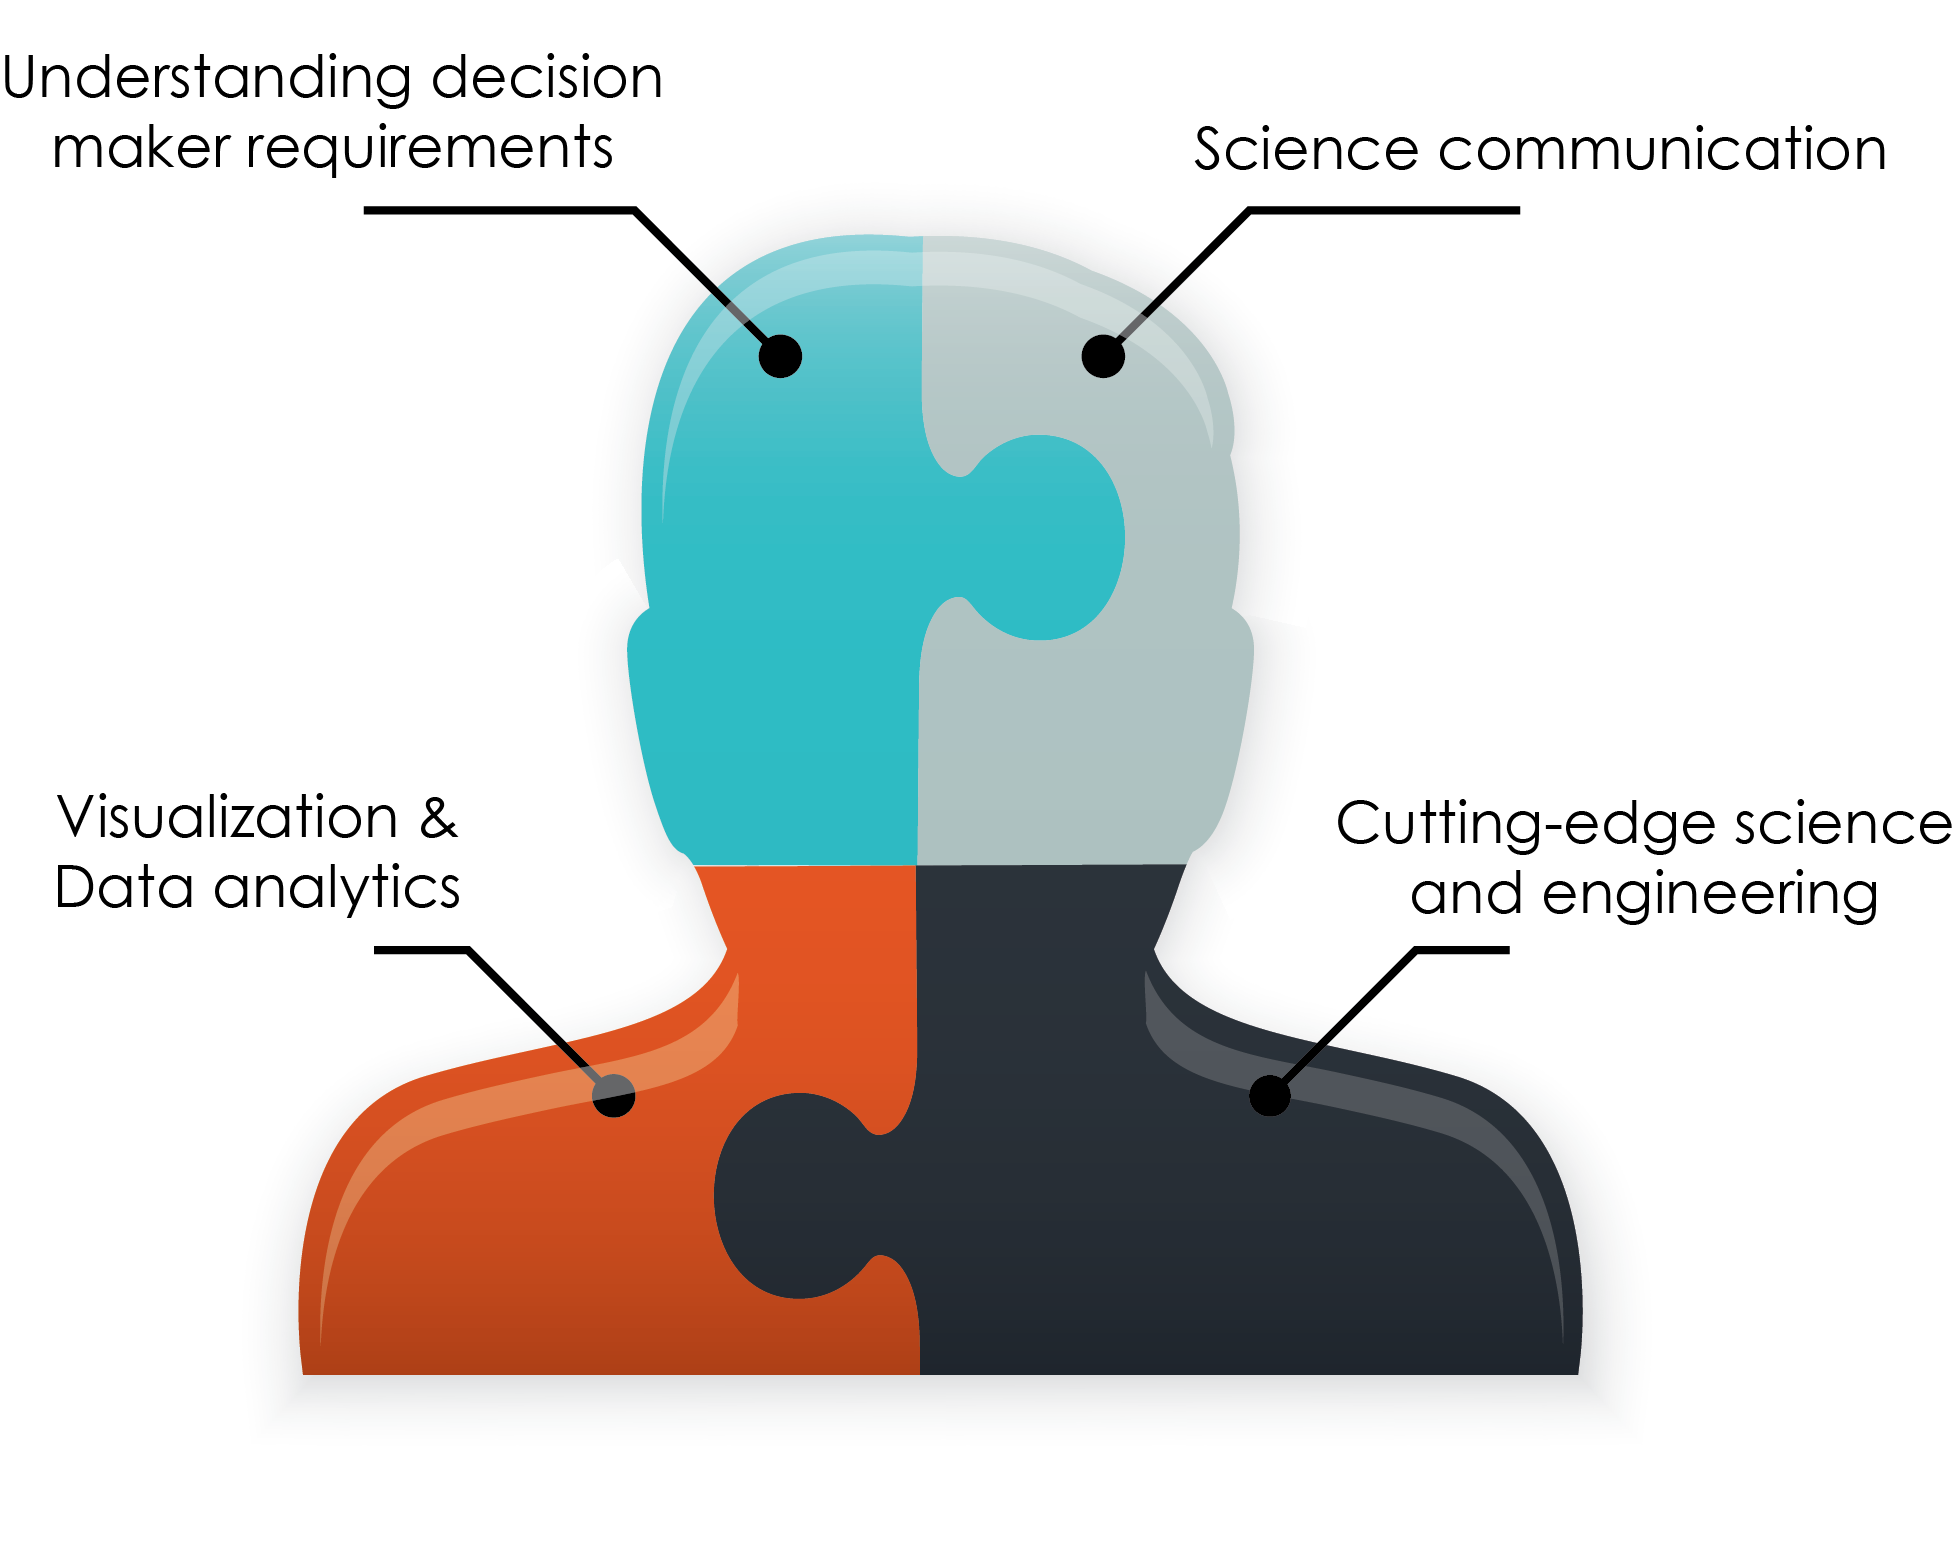 Understanding decision
maker requirements
Science communication
Visualization &
Data analytics
Cutting-edge science
and engineering